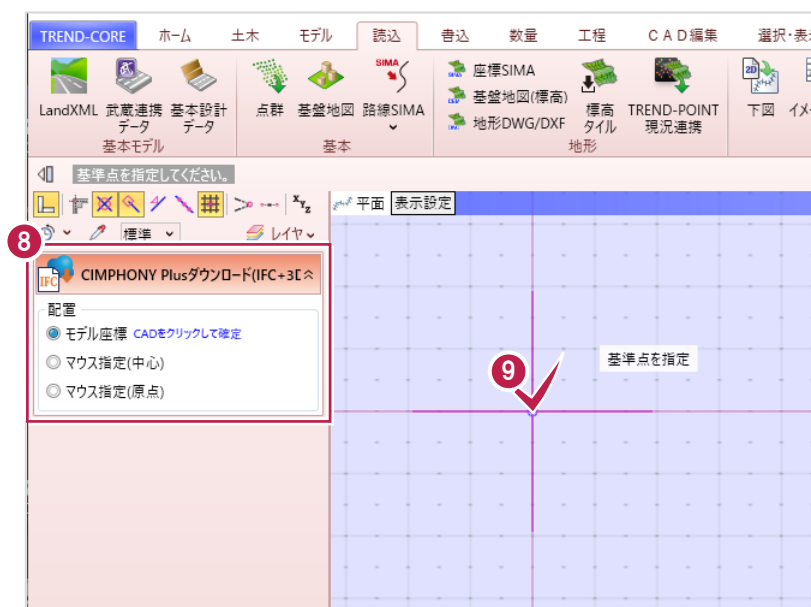 TREND-CORE ホーム 土木 モデル 読込 書込 数量 工程 CAD編集 選択・表
SIMA
LandXML 武蔵連携データ 基本設計データ 点群 基盤地図 路線SIMA
座標SIMA
基盤地図(標高)
地形DWG/DXF
標高タイル TREND-POINT現況連携 2D 下図 イメ
基本モデル 基本 地形
基準点を指定してください。
XYZ 平面 表示設定
標準 レイヤ
8
IFC CIMPHONY Plusダウンロード(IFC+3D
配置
モデル座標 CADをクリックして確定
マウス指定(中心)
マウス指定(原点)
9
基準点を指定